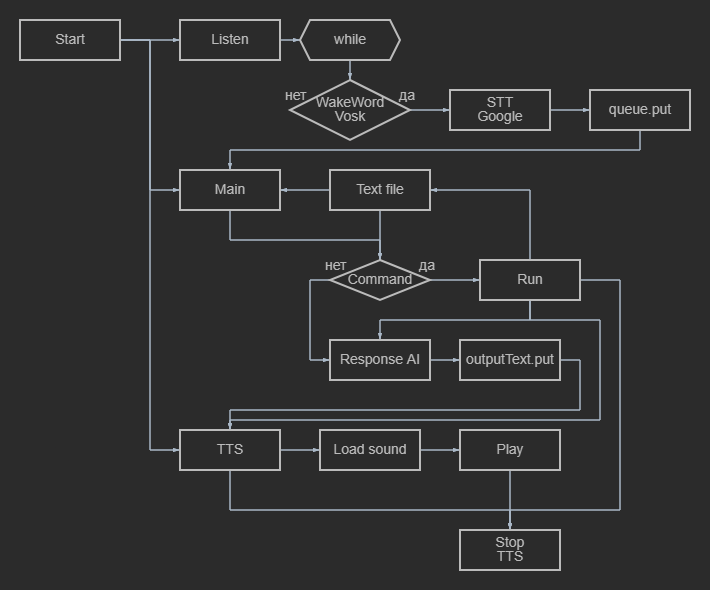 Start
Listen
while
нет
WakeWord
Vosk
да
STT
Google
queue.put
Main
Text file
нет
Command
да
Run
Response AI
outputText.put
TTS
Load sound
Play
Stop
TTS